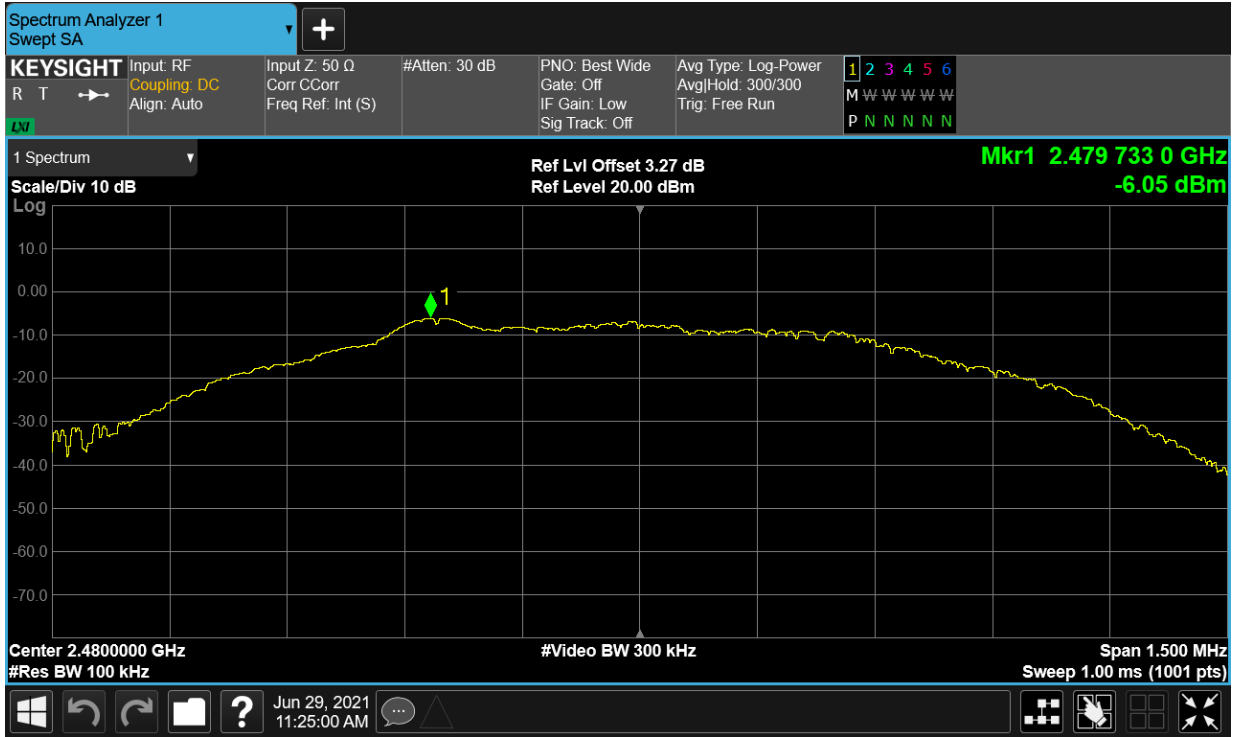 Spectrum Analyzer 1
Swept SA
KEYSIGHT
R T
LXI
Input: RF
Coupling: DC
Align: Auto
Input Z: 50 Ω
Corr CCorr
Freq Ref: Int (S)
#Atten: 30 dB
PNO: Best Wide
Gate: Off
IF Gain: Low
Sig Track: Off
Avg Type: Log-Power
Avg|Hold: 300/300
Trig: Free Run
1 2 3 4 5 6
M W W W W W
P N N N N N
1 Spectrum
Scale/Div 10 dB
Log
Ref Lvl Offset 3.27 dB
Ref Level 20.00 dBm
Mkr1 2.479 733 0 GHz
-6.05 dBm
10.0
0.00
-10.0
-20.0
-30.0
-40.0
-50.0
-60.0
-70.0
1
Center 2.4800000 GHz
#Res BW 100 kHz
#Video BW 300 kHz
Span 1.500 MHz
Sweep 1.00 ms (1001 pts)
?
Jun 29, 2021
11:25:00 AM